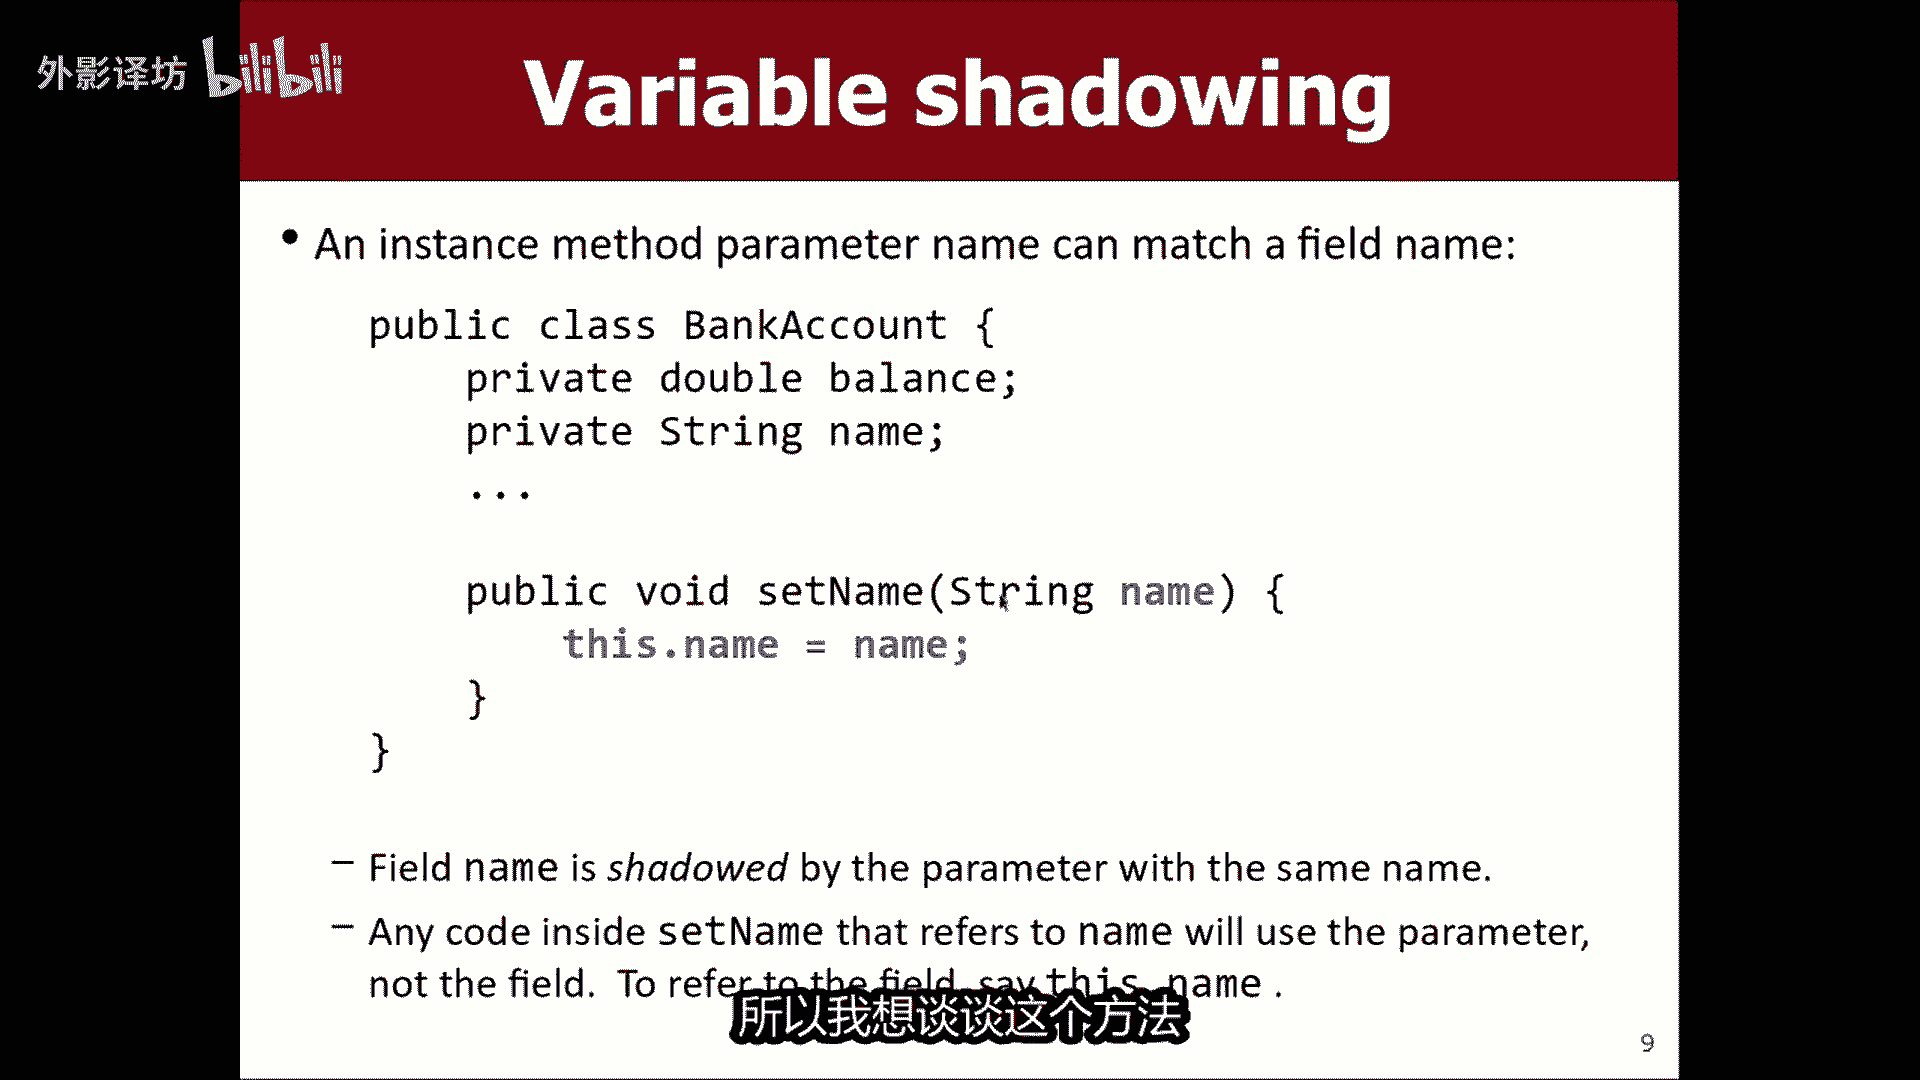 外影译坊 bilibili
Variable shadowing
• An instance method parameter name can match a field name:
public class BankAccount {
private double balance;
private String name;
...
public void setName(String name) {
this.name = name;
}
}
– Field name is shadowed by the parameter with the same name.
– Any code inside setName that refers to name will use the parameter,
not the field. To refer to the field, say this.name .
所以我想谈谈这个方法
9